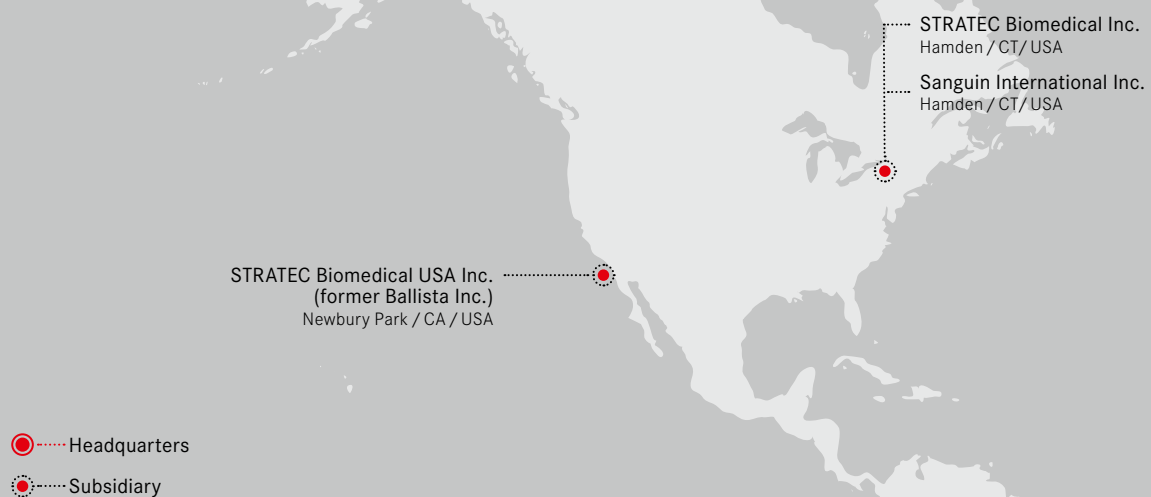 STRATEC Biomedical Inc.
Hamden / CT/ USA
Sanguin International Inc.
Hamden / CT/ USA
STRATEC Biomedical USA Inc.
(former Ballista Inc.)
Newbury Park / CA / USA
Headquarters
Subsidiary